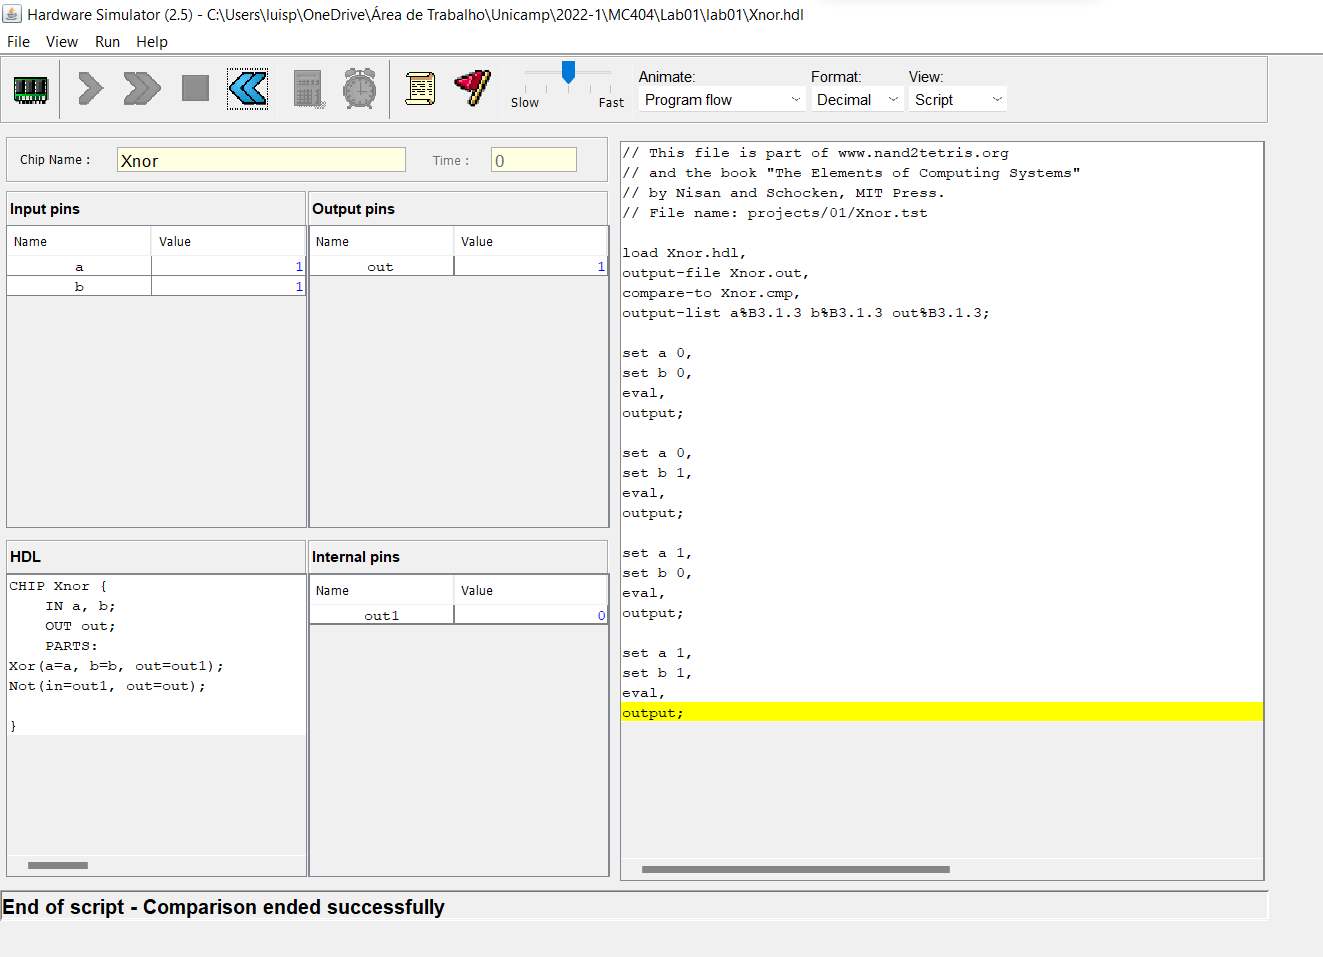 Hardware Simulator (2.5) - C:\Users\luisp\OneDrive\Área de Trabalho\Unicamp\2022-1\MC404\Lab01\lab01\Xnor.hdl
File View Run Help
Slow Fast
Animate: Format: View:
Program flow Decimal Script
Chip Name : Xnor Time : 0
Input pins
Name Value
a 1
b 1
Output pins
Name Value
out 1
HDL
CHIP Xnor {
    IN a, b;
    OUT out;
    PARTS:
Xor(a=a, b=b, out=out1);
Not(in=out1, out=out);
}
Internal pins
Name Value
out1 0
// This file is part of www.nand2tetris.org
// and the book "The Elements of Computing Systems"
// by Nisan and Schocken, MIT Press.
// File name: projects/01/Xnor.tst
load Xnor.hdl,
output-file Xnor.out,
compare-to Xnor.cmp,
output-list a%B3.1.3 b%B3.1.3 out%B3.1.3;
set a 0,
set b 0,
eval,
output;
set a 0,
set b 1,
eval,
output;
set a 1,
set b 0,
eval,
output;
set a 1,
set b 1,
eval,
output;
End of script - Comparison ended successfully